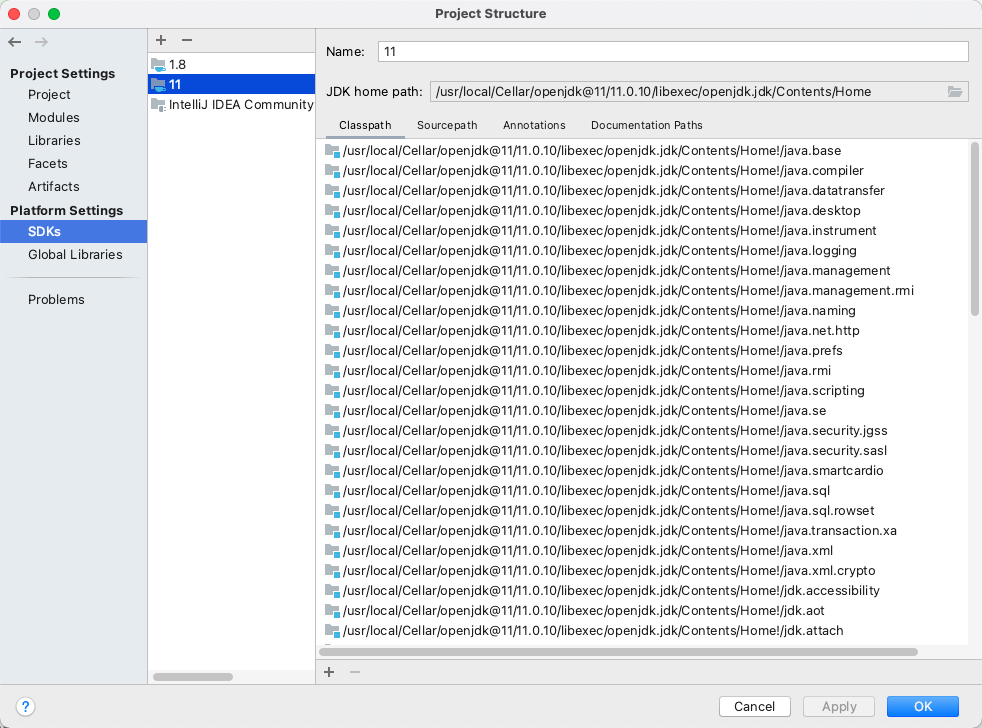 Project Structure
Project Settings
Project
Modules
Libraries
Facets
Artifacts
Platform Settings
SDKs
Global Libraries
Problems
1.8
11
IntelliJ IDEA Community
Name: 11
JDK home path: /usr/local/Cellar/openjdk@11/11.0.10/libexec/openjdk.jdk/Contents/Home
Classpath Sourcepath Annotations Documentation Paths
/usr/local/Cellar/openjdk@11/11.0.10/libexec/openjdk.jdk/Contents/Home!/java.base
/usr/local/Cellar/openjdk@11/11.0.10/libexec/openjdk.jdk/Contents/Home!/java.compiler
/usr/local/Cellar/openjdk@11/11.0.10/libexec/openjdk.jdk/Contents/Home!/java.datatransfer
/usr/local/Cellar/openjdk@11/11.0.10/libexec/openjdk.jdk/Contents/Home!/java.desktop
/usr/local/Cellar/openjdk@11/11.0.10/libexec/openjdk.jdk/Contents/Home!/java.instrument
/usr/local/Cellar/openjdk@11/11.0.10/libexec/openjdk.jdk/Contents/Home!/java.logging
/usr/local/Cellar/openjdk@11/11.0.10/libexec/openjdk.jdk/Contents/Home!/java.management
/usr/local/Cellar/openjdk@11/11.0.10/libexec/openjdk.jdk/Contents/Home!/java.management.rmi
/usr/local/Cellar/openjdk@11/11.0.10/libexec/openjdk.jdk/Contents/Home!/java.naming
/usr/local/Cellar/openjdk@11/11.0.10/libexec/openjdk.jdk/Contents/Home!/java.net.http
/usr/local/Cellar/openjdk@11/11.0.10/libexec/openjdk.jdk/Contents/Home!/java.prefs
/usr/local/Cellar/openjdk@11/11.0.10/libexec/openjdk.jdk/Contents/Home!/java.rmi
/usr/local/Cellar/openjdk@11/11.0.10/libexec/openjdk.jdk/Contents/Home!/java.scripting
/usr/local/Cellar/openjdk@11/11.0.10/libexec/openjdk.jdk/Contents/Home!/java.se
/usr/local/Cellar/openjdk@11/11.0.10/libexec/openjdk.jdk/Contents/Home!/java.security.jgss
/usr/local/Cellar/openjdk@11/11.0.10/libexec/openjdk.jdk/Contents/Home!/java.security.sasl
/usr/local/Cellar/openjdk@11/11.0.10/libexec/openjdk.jdk/Contents/Home!/java.smartcardio
/usr/local/Cellar/openjdk@11/11.0.10/libexec/openjdk.jdk/Contents/Home!/java.sql
/usr/local/Cellar/openjdk@11/11.0.10/libexec/openjdk.jdk/Contents/Home!/java.sql.rowset
/usr/local/Cellar/openjdk@11/11.0.10/libexec/openjdk.jdk/Contents/Home!/java.transaction.xa
/usr/local/Cellar/openjdk@11/11.0.10/libexec/openjdk.jdk/Contents/Home!/java.xml
/usr/local/Cellar/openjdk@11/11.0.10/libexec/openjdk.jdk/Contents/Home!/java.xml.crypto
/usr/local/Cellar/openjdk@11/11.0.10/libexec/openjdk.jdk/Contents/Home!/jdk.accessibility
/usr/local/Cellar/openjdk@11/11.0.10/libexec/openjdk.jdk/Contents/Home!/jdk.aot
/usr/local/Cellar/openjdk@11/11.0.10/libexec/openjdk.jdk/Contents/Home!/jdk.attach
? Cancel Apply OK